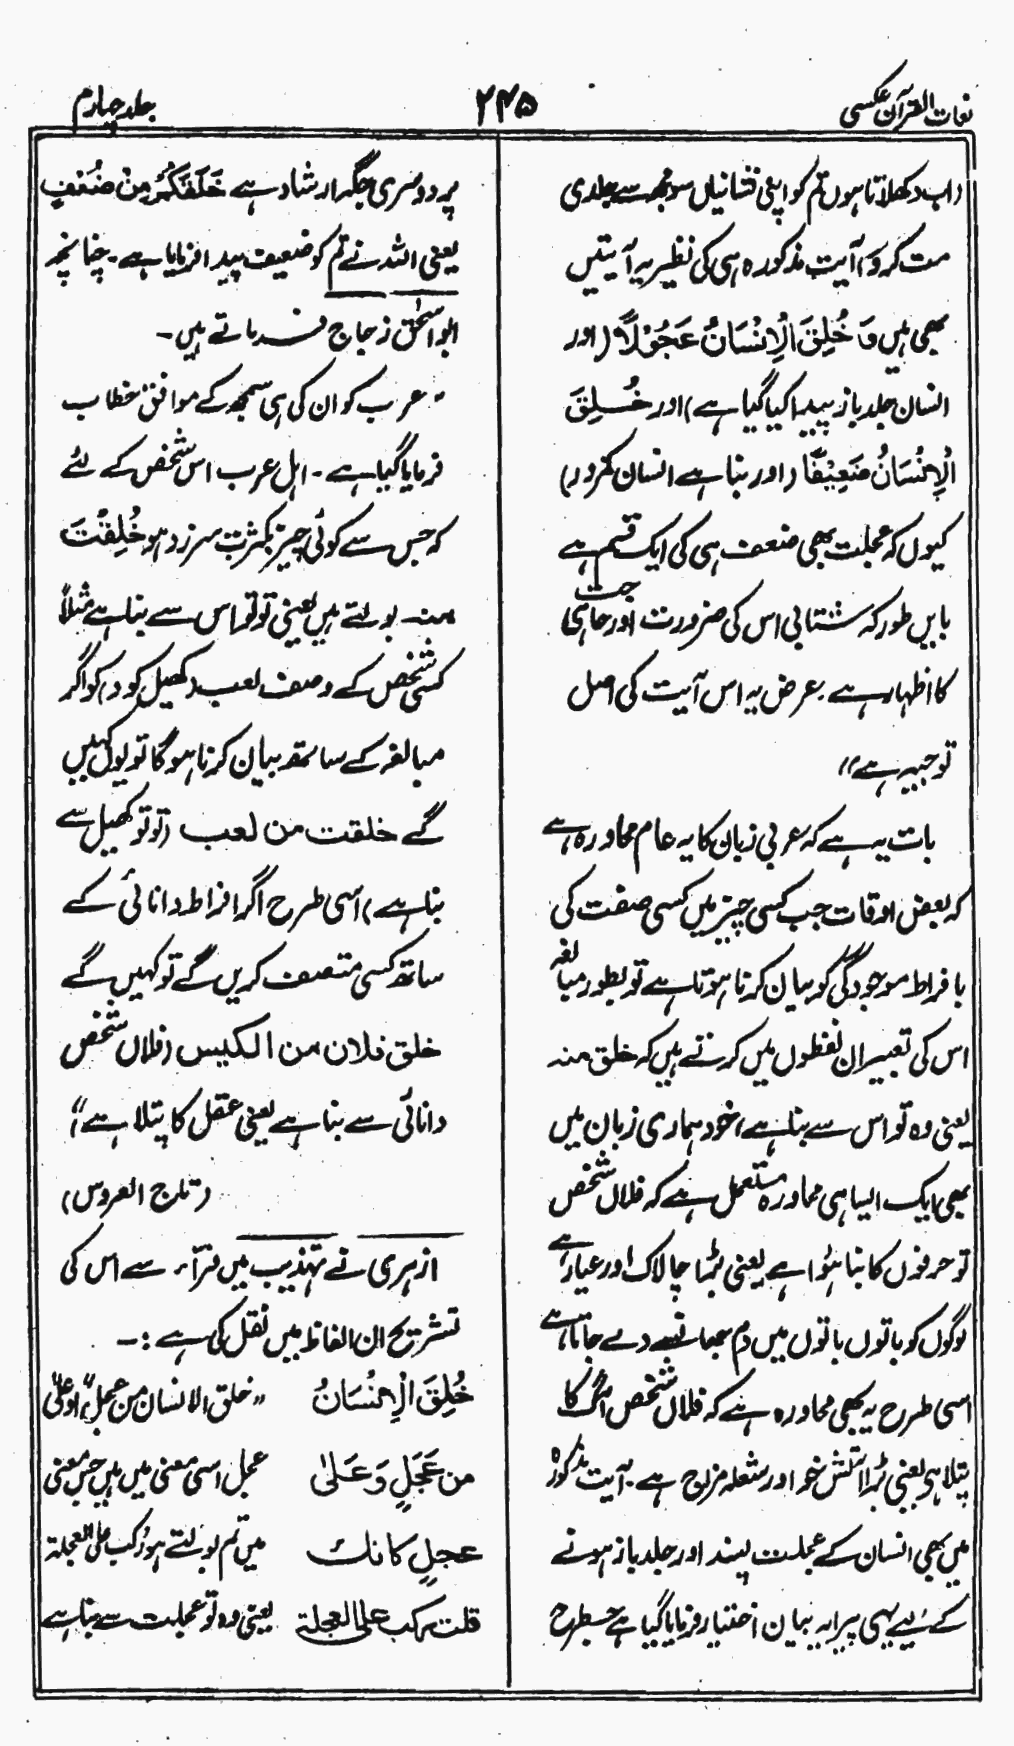 لغات القرآن عکسی
۲۴۵
جلد چہارم
(اب دکھلاتا ہوں تم کو اپنی نشانیاں سو مجھ سے جلدی
مت کرو) آیت مذکورہ ہی کی نظیر یہ آیتیں
بھی ہیں وَ خُلِقَ الْاِنْسَانُ عَجُوْلًا (اور
انسان جلد باز پیدا کیا گیا ہے) اور خُلِقَ
الْاِنْسَانُ ضَعِیْفًا (اور بنا ہے انسان کمزور)
کیوں کہ عجلت بھی ضعف ہی کی ایک قسم ہے
بایں طور کہ شتابی اس کی ضرورت اور حاجت ہی
کا اظہار ہے۔ غرض یہ اس آیت کی اصل
توجیہ ہے"
بات یہ ہے کہ عربی زبان کا یہ عام محاورہ ہے
کہ بعض اوقات جب کسی چیز میں کسی صفت کی
با فراط موجودگی کو بیان کرنا ہوتا ہے تو بطور مبالغہ
اس کی تعبیر ان لفظوں میں کرتے ہیں کہ خلق منہ
یعنی وہ تو اس سے بنا ہے، خود ہماری زبان میں
بھی ایک ایسا ہی محاورہ مستعمل ہے کہ فلاں شخص
تو حرفوں کا بنا ہوا ہے یعنی بڑا چالاک اور عیار ہے
لوگوں کو باتوں باتوں میں دم جھانسے دے جاتا ہے
اسی طرح یہ بھی محاورہ ہے کہ فلاں شخص آگ کا
پتلا ہی یعنی بڑا آتش خو اور شعلہ مزاج ہے۔ آیت مذکورہ
میں بھی انسان کے عجلت پسند اور جلد باز ہونے
کے لیے یہی پیرایہ بیان اختیار فرمایا گیا ہے جسطرح
پر دوسری جگہ ارشاد ہے خَلَقَکُمْ مِنْ ضُعْفٍ
یعنی اللہ نے تم کو ضعیف پیدا فرمایا ہے۔ چنانچہ
ابو اسحٰق زجاج فرماتے ہیں۔
"عرب کو ان کی ہی سمجھ کے موافق خطاب
فرمایا گیا ہے۔ اہل عرب اس شخص کے لئے
کہ جس سے کوئی چیز بکثرت سرزد ہو خُلِقْتَ
منہ بولتے ہیں یعنی تو تو اس سے بنا ہے مثلاً
کسی شخص کے وصف لعب (کھیل کود) کو اگر
مبالغہ کے ساتھ بیان کرنا ہوگا تو یوں کہیں
گے خلقت من لعب (تو تو کھیل سے
بنا ہے) اسی طرح اگر افراط دانائی کے
ساتھ کسی متصف کریں گے تو کہیں گے
خلق فلان من الکیس (فلاں شخص
دانائی سے بنا ہے یعنی عقل کا پتلا ہے)"
(تاج العروس)
ازہری نے تہذیب میں فرّاء سے اس کی
تشریح ان الفاظ میں نقل کی ہے :-
خُلِقَ الْاِنْسَانُ
من عَجَلٍ وَ عَلیٰ
عجلٍ کانک
قلت رکب علی العجلۃ
"خلق الانسان من عجل" او علیٰ
عجل اسی معنی میں ہیں جس معنی
میں تم بولتے ہو رُکب علی العجلۃ
یعنی وہ تو عجلت سے بنا ہے